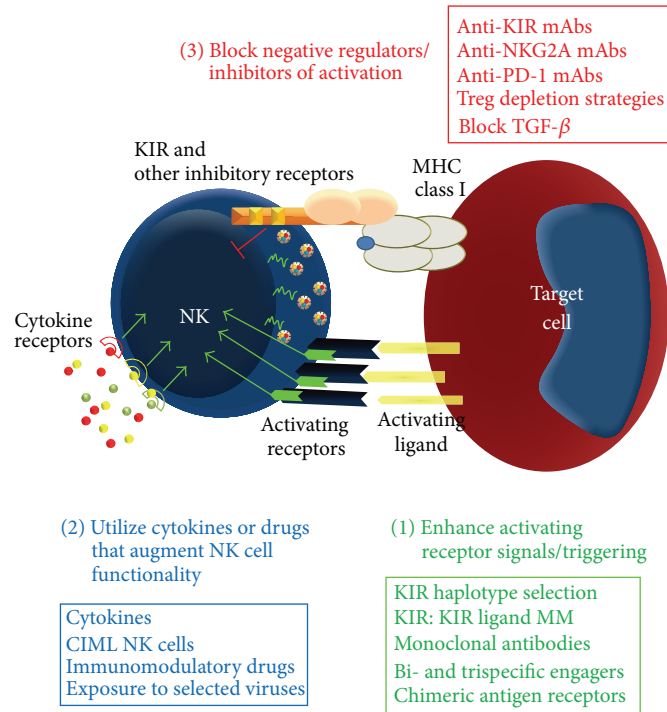 (3) Block negative regulators/
inhibitors of activation
Anti-KIR mAbs
Anti-NKG2A mAbs
Anti-PD-1 mAbs
Treg depletion strategies
Block TGF-β
KIR and
other inhibitory receptors
MHC
class I
Target
cell
NK
Cytokine
receptors
Activating
receptors
Activating
ligand
(2) Utilize cytokines or drugs
that augment NK cell
functionality
Cytokines
CIML NK cells
Immunomodulatory drugs
Exposure to selected viruses
(1) Enhance activating
receptor signals/triggering
KIR haplotype selection
KIR: KIR ligand MM
Monoclonal antibodies
Bi- and trispecific engagers
Chimeric antigen receptors